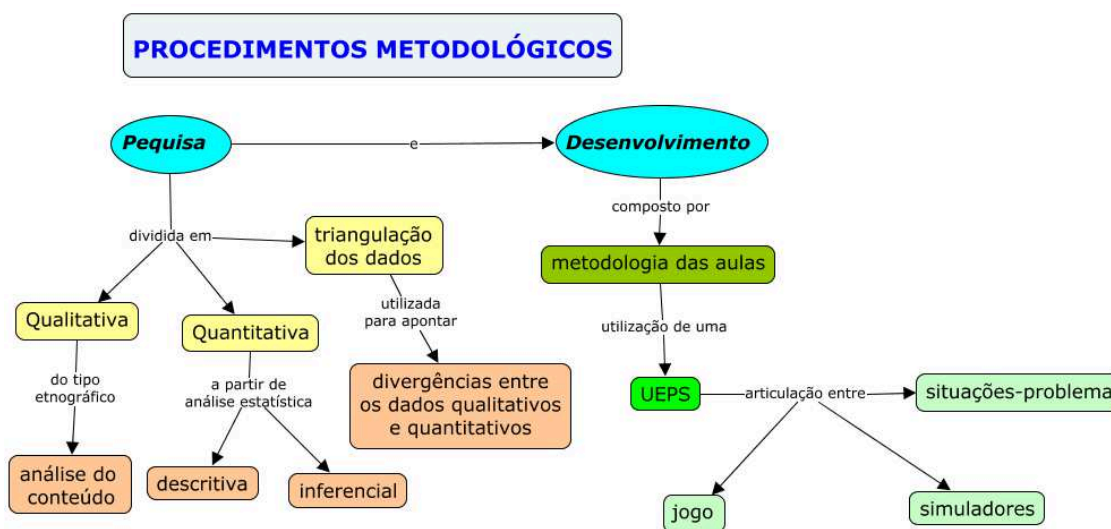 PROCEDIMENTOS METODOLÓGICOS
Pequisa
e
Desenvolvimento
dividida em
triangulação
dos dados
composto por
metodologia das aulas
Qualitativa
Quantitativa
utilizada
para apontar
utilização de uma
do tipo
etnográfico
a partir de
análise estatística
divergências entre
os dados qualitativos
e quantitativos
UEPS
articulação entre
situações-problema
análise do
conteúdo
descritiva
inferencial
jogo
simuladores